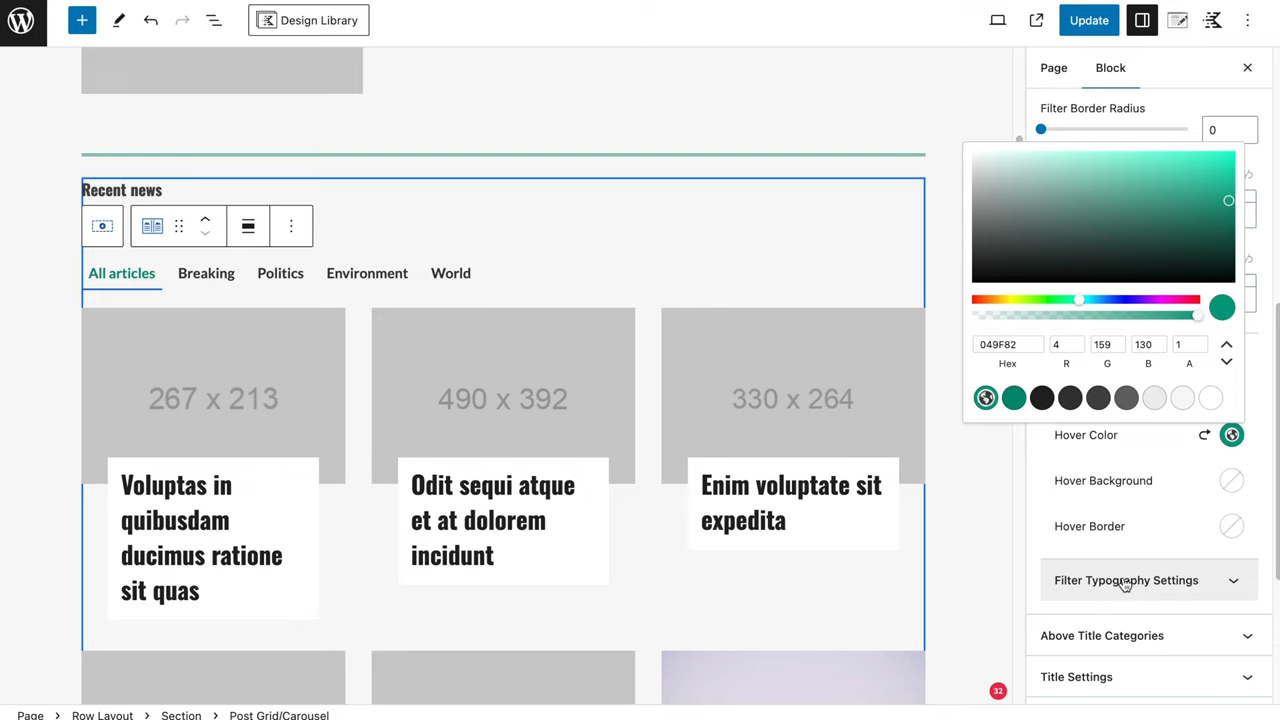 Design Library
Update
Page
Block
Filter Border Radius
0
Recent news
All articles
Breaking
Politics
Environment
World
267 x 213
490 x 392
330 x 264
Voluptas in
quibusdam
ducimus ratione
sit quas
Odit sequi atque
et at dolorem
incidunt
Enim voluptate sit
expedita
049F82
4
159
130
1
Hex
R
G
B
A
Hover Color
Hover Background
Hover Border
Filter Typography Settings
Above Title Categories
Title Settings
32
Page
Row Layout
Section
Post Grid/Carousel